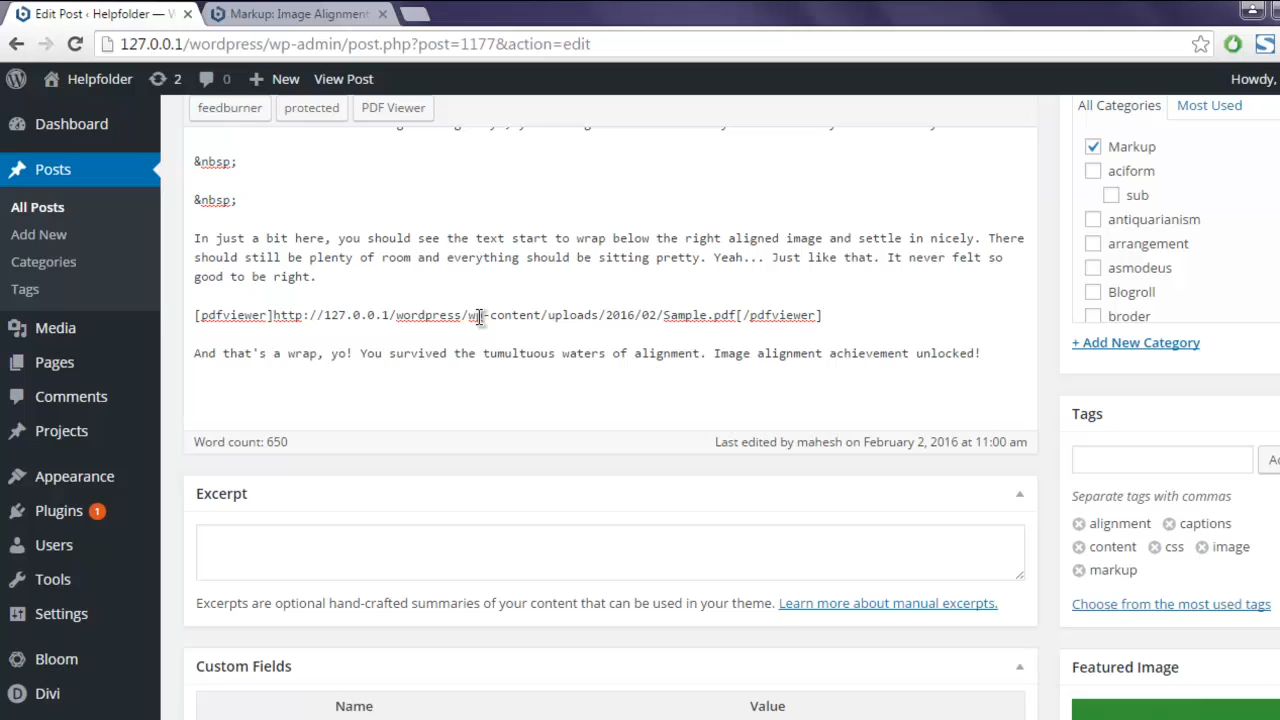 Edit Post ‹ Helpfolder —
Markup: Image Alignment
127.0.0.1/wordpress/wp-admin/post.php?post=1177&action=edit
Helpfolder 2 0 New View Post Howdy,
Dashboard
Posts
All Posts
Add New
Categories
Tags
Media
Pages
Comments
Projects
Appearance
Plugins 1
Users
Tools
Settings
Bloom
Divi
feedburner protected PDF Viewer
&nbsp;
&nbsp;
In just a bit here, you should see the text start to wrap below the right aligned image and settle in nicely. There
should still be plenty of room and everything should be sitting pretty. Yeah... Just like that. It never felt so
good to be right.
[pdfviewer]http://127.0.0.1/wordpress/wp-content/uploads/2016/02/Sample.pdf[/pdfviewer]
And that's a wrap, yo! You survived the tumultuous waters of alignment. Image alignment achievement unlocked!
Word count: 650 Last edited by mahesh on February 2, 2016 at 11:00 am
Excerpt
Excerpts are optional hand-crafted summaries of your content that can be used in your theme. Learn more about manual excerpts.
Custom Fields
Name Value
All Categories Most Used
Markup
aciform
sub
antiquarianism
arrangement
asmodeus
Blogroll
broder
+ Add New Category
Tags
Separate tags with commas
alignment captions
content css image
markup
Choose from the most used tags
Featured Image